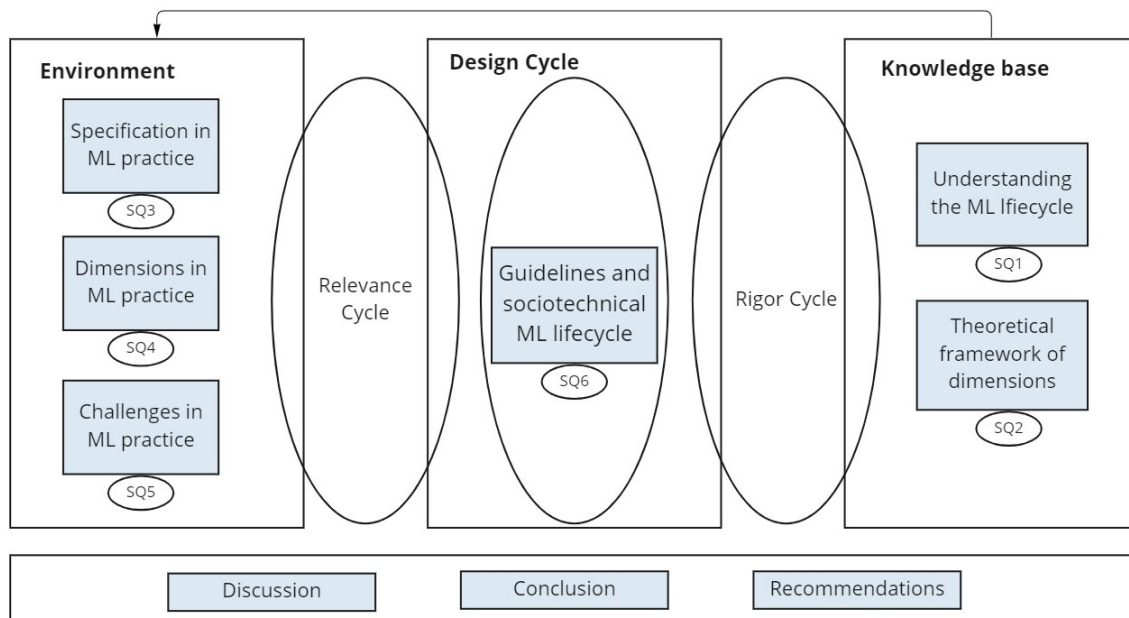 Environment
Specification in
ML practice
SQ3
Dimensions in
ML practice
SQ4
Challenges in
ML practice
SQ5
Relevance
Cycle
Design Cycle
Guidelines and
sociotechnical
ML lifecycle
SQ6
Rigor Cycle
Knowledge base
Understanding
the ML lfiecycle
SQ1
Theoretical
framework of
dimensions
SQ2
Discussion
Conclusion
Recommendations